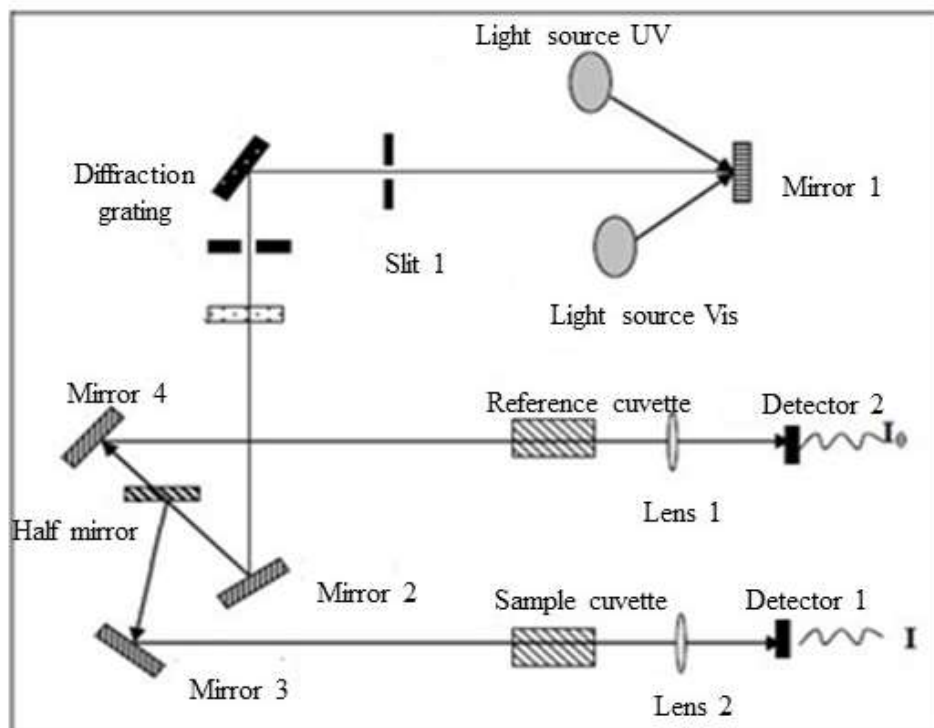 Light source UV
Diffraction
grating
Mirror 1
Slit 1
Light source Vis
Mirror 4
Reference cuvette
Detector 2
I₀
Lens 1
Half mirror
Mirror 2
Sample cuvette
Detector 1
I
Mirror 3
Lens 2